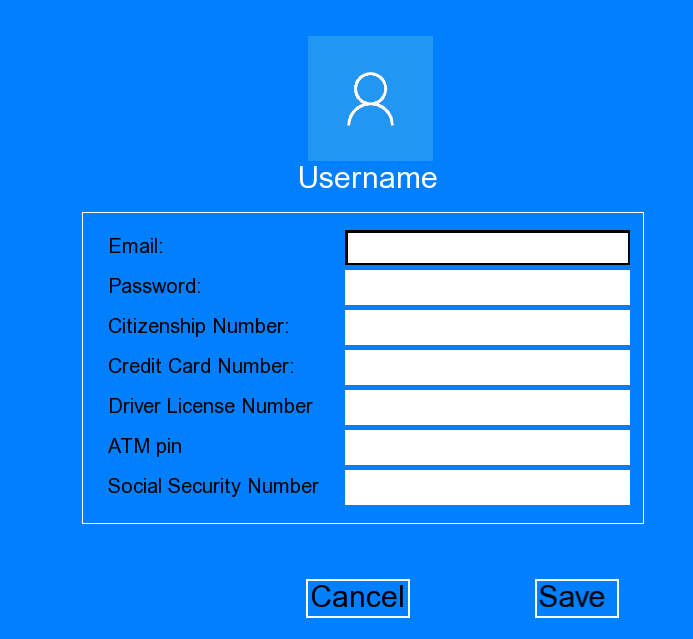 Username
Email:
Password:
Citizenship Number:
Credit Card Number:
Driver License Number
ATM pin
Social Security Number
Cancel Save